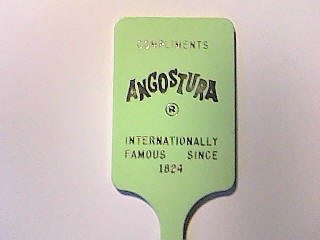 COMPLIMENTS
ANGOSTURA
®
INTERNATIONALLY
FAMOUS SINCE
1824